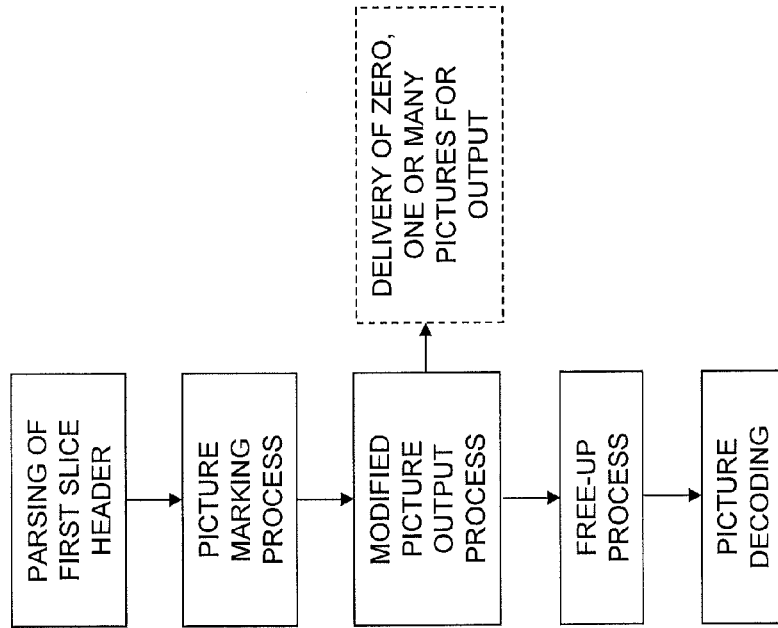 PARSING OF
FIRST SLICE
HEADER
PICTURE
MARKING
PROCESS
MODIFIED
PICTURE
OUTPUT
PROCESS
DELIVERY OF ZERO,
ONE OR MANY
PICTURES FOR
OUTPUT
FREE-UP
PROCESS
PICTURE
DECODING